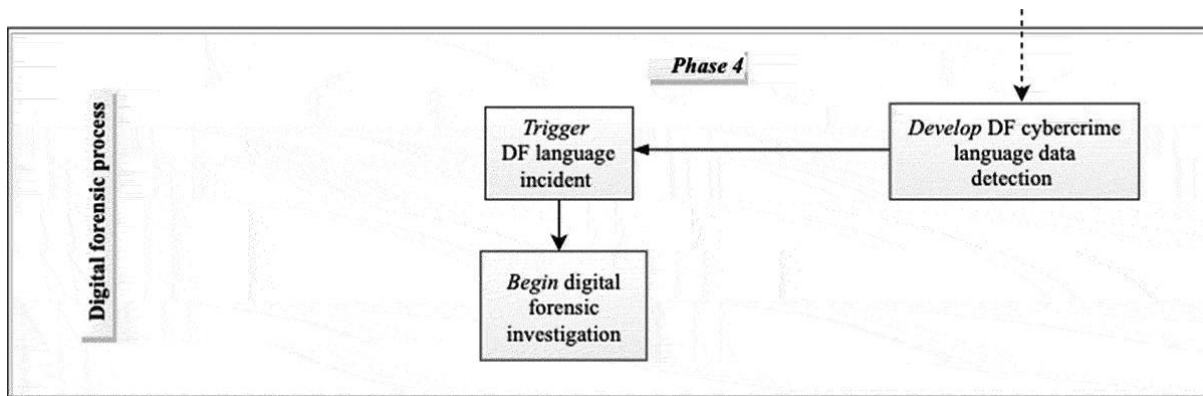 Phase 4
Digital forensic process
Trigger
DF language
incident
Develop DF cybercrime
language data
detection
Begin digital
forensic
investigation